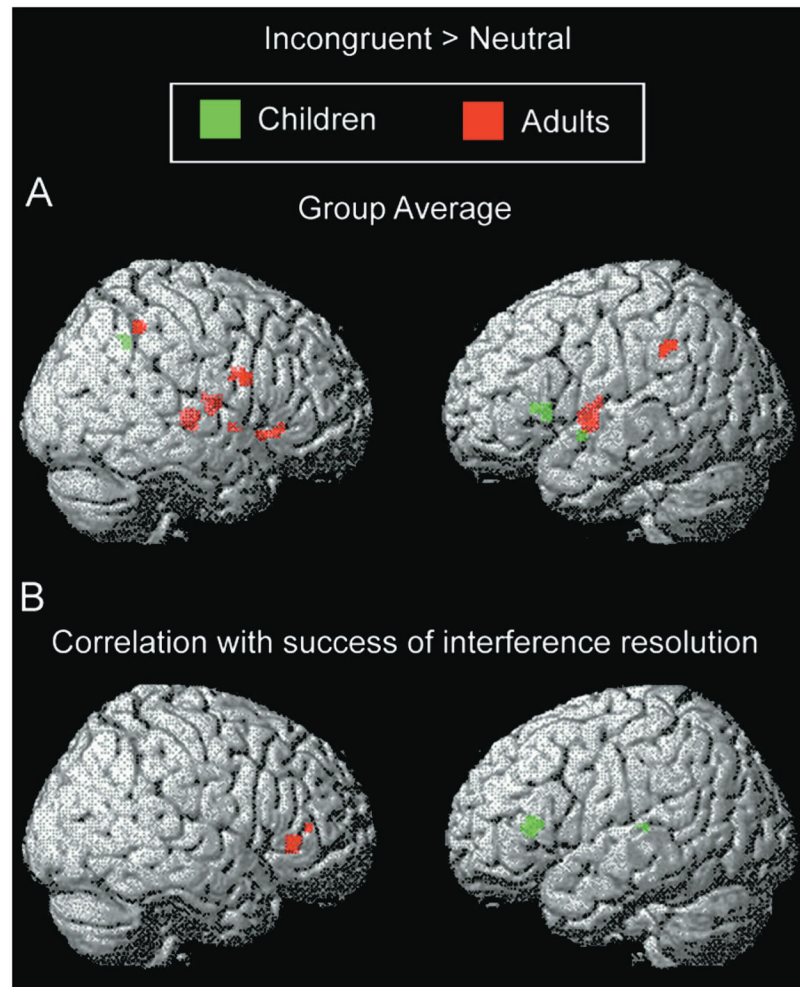 Incongruent > Neutral
Children Adults
A
Group Average
B
Correlation with success of interference resolution